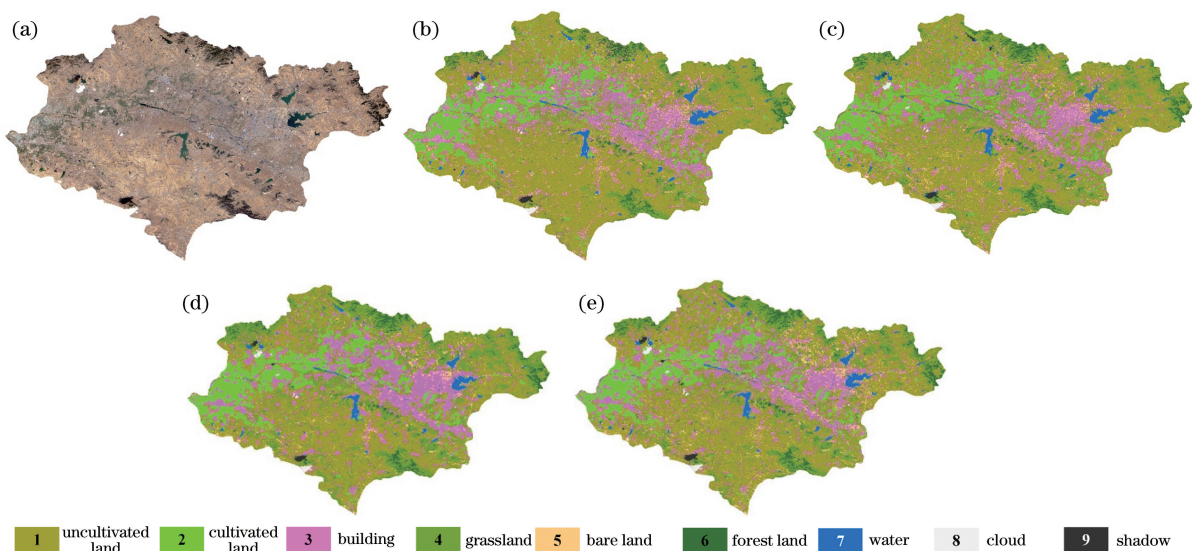 (a)
(b)
(c)
(d)
(e)
1 uncultivated land
2 cultivated land
3 building
4 grassland
5 bare land
6 forest land
7 water
8 cloud
9 shadow